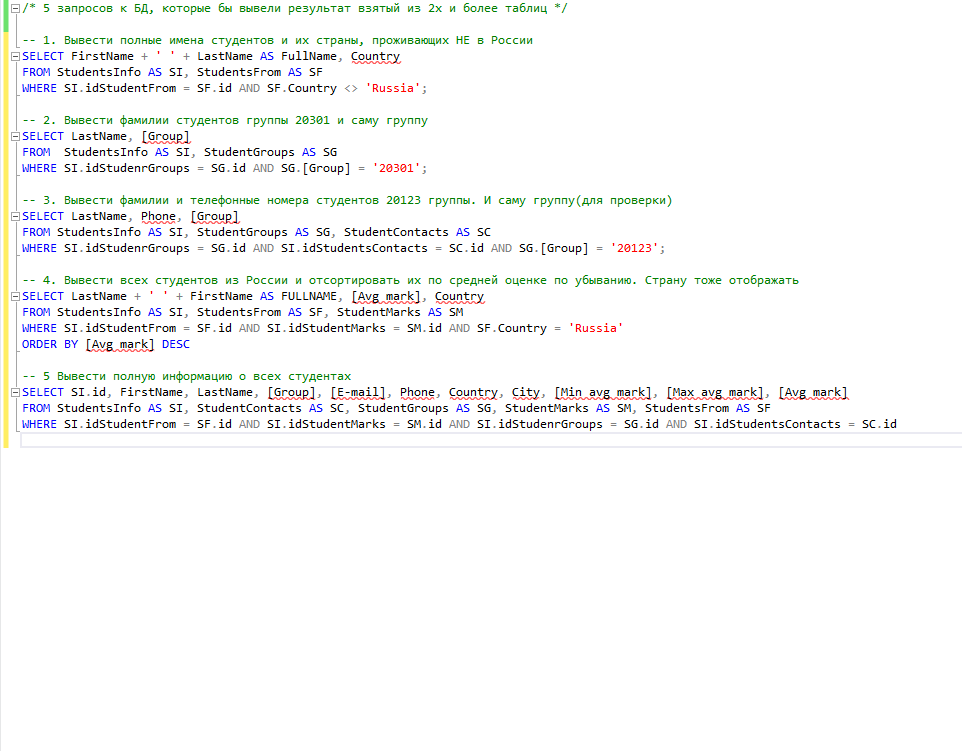 /* 5 запросов к БД, которые бы вывели результат взятый из 2х и более таблиц */
-- 1. Вывести полные имена студентов и их страны, проживающих НЕ в России
SELECT FirstName + ' ' + LastName AS FullName, Country
FROM StudentsInfo AS SI, StudentsFrom AS SF
WHERE SI.idStudentFrom = SF.id AND SF.Country <> 'Russia';
-- 2. Вывести фамилии студентов группы 20301 и саму группу
SELECT LastName, [Group]
FROM  StudentsInfo AS SI, StudentGroups AS SG
WHERE SI.idStudenrGroups = SG.id AND SG.[Group] = '20301';
-- 3. Вывести фамилии и телефонные номера студентов 20123 группы. И саму группу(для проверки)
SELECT LastName, Phone, [Group]
FROM StudentsInfo AS SI, StudentGroups AS SG, StudentContacts AS SC
WHERE SI.idStudenrGroups = SG.id AND SI.idStudentsContacts = SC.id AND SG.[Group] = '20123';
-- 4. Вывести всех студентов из России и отсортировать их по средней оценке по убыванию. Страну тоже отображать
SELECT LastName + ' ' + FirstName AS FULLNAME, [Avg mark], Country
FROM StudentsInfo AS SI, StudentsFrom AS SF, StudentMarks AS SM
WHERE SI.idStudentFrom = SF.id AND SI.idStudentMarks = SM.id AND SF.Country = 'Russia'
ORDER BY [Avg mark] DESC
-- 5 Вывести полную информацию о всех студентах
SELECT SI.id, FirstName, LastName, [Group], [E-mail], Phone, Country, City, [Min avg mark], [Max avg mark], [Avg mark]
FROM StudentsInfo AS SI, StudentContacts AS SC, StudentGroups AS SG, StudentMarks AS SM, StudentsFrom AS SF
WHERE SI.idStudentFrom = SF.id AND SI.idStudentMarks = SM.id AND SI.idStudenrGroups = SG.id AND SI.idStudentsContacts = SC.id